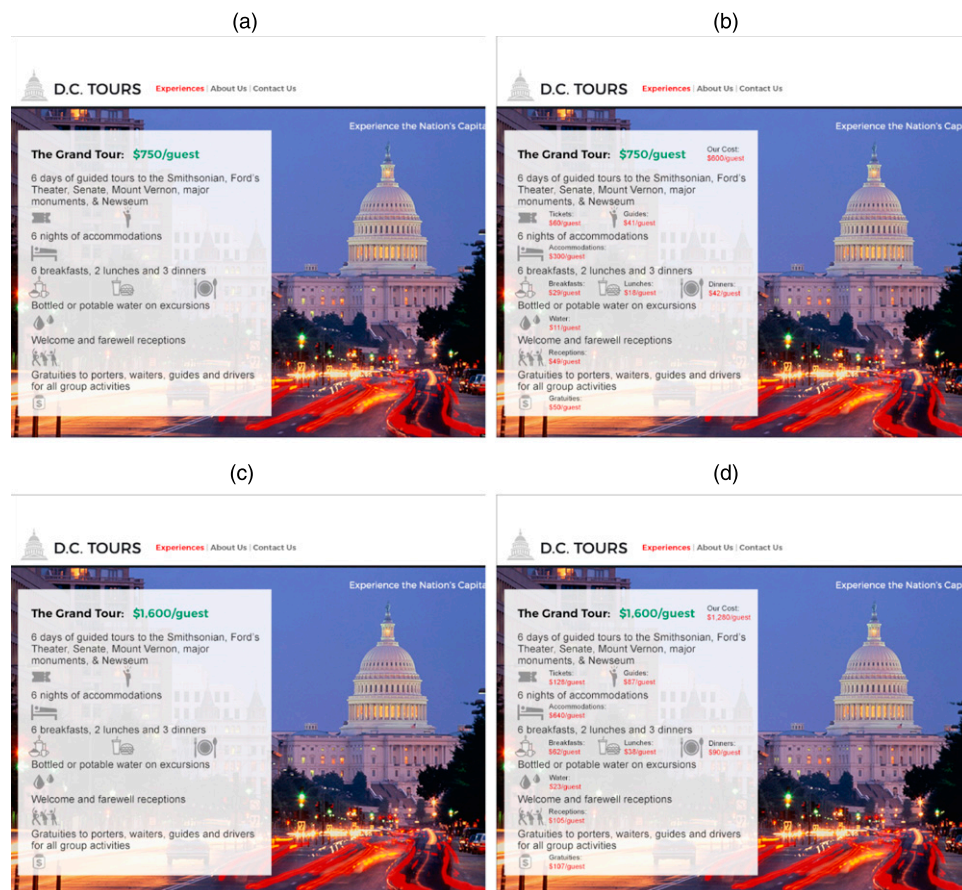 (a)
D.C. TOURS Experiences | About Us | Contact Us
Experience the Nation's Capita
The Grand Tour: $750/guest
6 days of guided tours to the Smithsonian, Ford's
Theater, Senate, Mount Vernon, major
monuments, & Newseum
6 nights of accommodations
6 breakfasts, 2 lunches and 3 dinners
Bottled or potable water on excursions
Welcome and farewell receptions
Gratuities to porters, waiters, guides and drivers
for all group activities
(b)
D.C. TOURS Experiences | About Us | Contact Us
Experience the Nation's Cap
The Grand Tour: $750/guest
Our Cost:
$600/guest
6 days of guided tours to the Smithsonian, Ford's
Theater, Senate, Mount Vernon, major
monuments, & Newseum
Tickets: Guides:
$60/guest $41/guest
6 nights of accommodations
Accommodations:
$300/guest
6 breakfasts, 2 lunches and 3 dinners
Breakfasts: Lunches: Dinners:
$29/guest $18/guest $42/guest
Bottled or potable water on excursions
Water:
$11/guest
Welcome and farewell receptions
Receptions:
$49/guest
Gratuities to porters, waiters, guides and drivers
for all group activities
Gratuities:
$50/guest
(c)
D.C. TOURS Experiences | About Us | Contact Us
Experience the Nation's Capita
The Grand Tour: $1,600/guest
6 days of guided tours to the Smithsonian, Ford's
Theater, Senate, Mount Vernon, major
monuments, & Newseum
6 nights of accommodations
6 breakfasts, 2 lunches and 3 dinners
Bottled or potable water on excursions
Welcome and farewell receptions
Gratuities to porters, waiters, guides and drivers
for all group activities
(d)
D.C. TOURS Experiences | About Us | Contact Us
Experience the Nation's Cap
The Grand Tour: $1,600/guest
Our Cost:
$1,280/guest
6 days of guided tours to the Smithsonian, Ford's
Theater, Senate, Mount Vernon, major
monuments, & Newseum
Tickets: Guides:
$128/guest $87/guest
6 nights of accommodations
Accommodations:
$640/guest
6 breakfasts, 2 lunches and 3 dinners
Breakfasts: Lunches: Dinners:
$62/guest $38/guest $90/guest
Bottled or potable water on excursions
Water:
$23/guest
Welcome and farewell receptions
Receptions:
$105/guest
Gratuities to porters, waiters, guides and drivers
for all group activities
Gratuities:
$107/guest